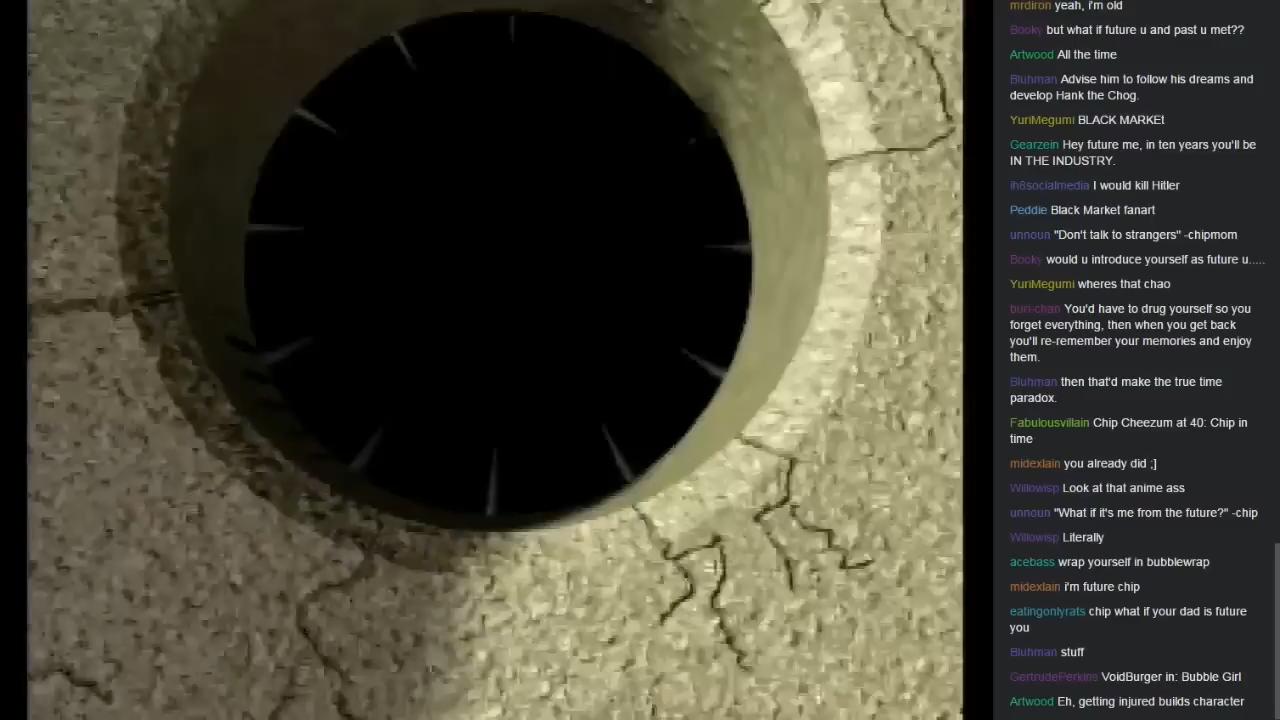 mrdiron yeah, i'm old
Booky but what if future u and past u met??
Artwood All the time
Bluhman Advise him to follow his dreams and
develop Hank the Chog.
YuriMegumi BLACK MARKEt
Gearzein Hey future me, in ten years you'll be
IN THE INDUSTRY.
ih8socialmedia I would kill Hitler
Peddie Black Market fanart
unnoun "Don't talk to strangers" -chipmom
Booky would u introduce yourself as future u.....
YuriMegumi wheres that chao
buri-chan You'd have to drug yourself so you
forget everything, then when you get back
you'll re-remember your memories and enjoy
them.
Bluhman then that'd make the true time
paradox.
Fabulousvillain Chip Cheezum at 40: Chip in
time
midexlain you already did ;]
Willowisp Look at that anime ass
unnoun "What if it's me from the future?" -chip
Willowisp Literally
acebass wrap yourself in bubblewrap
midexlain i'm future chip
eatingonlyrats chip what if your dad is future
you
Bluhman stuff
GertrudePerkins VoidBurger in: Bubble Girl
Artwood Eh, getting injured builds character